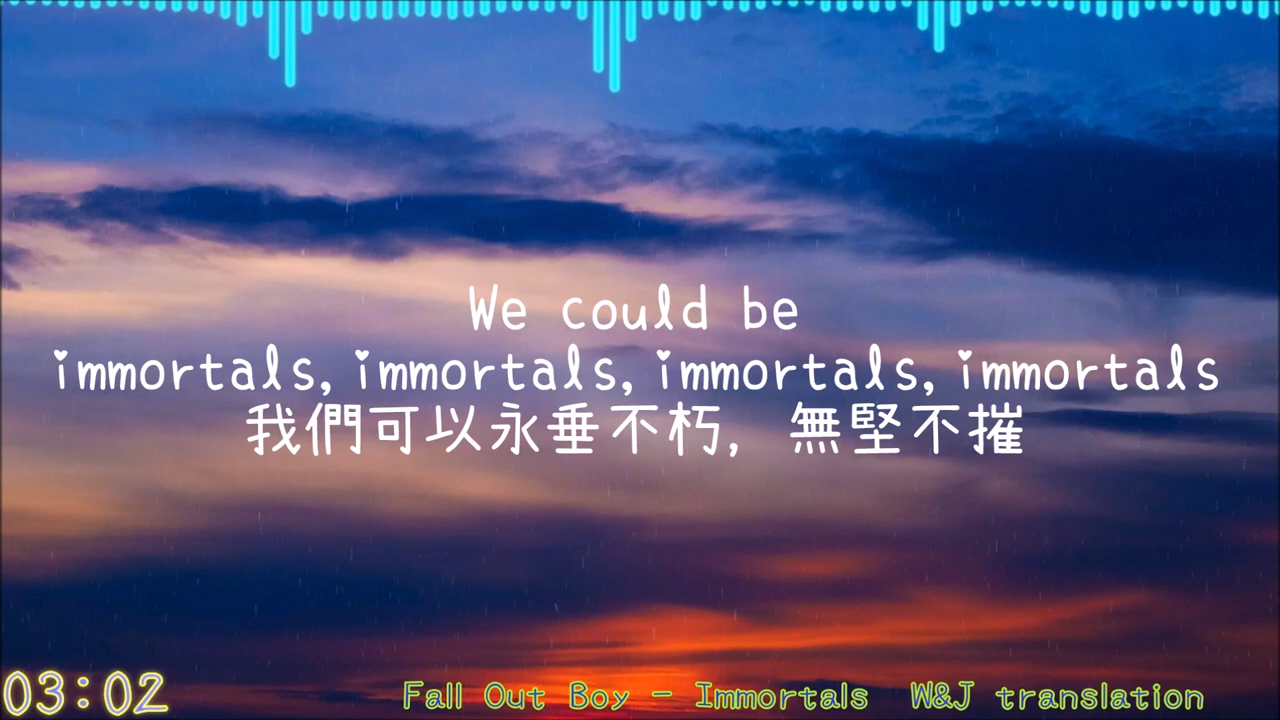 We could be
immortals, immortals, immortals, immortals
我們可以永垂不朽, 無堅不摧
03:02
Fall Out Boy - Immortals W&J translation